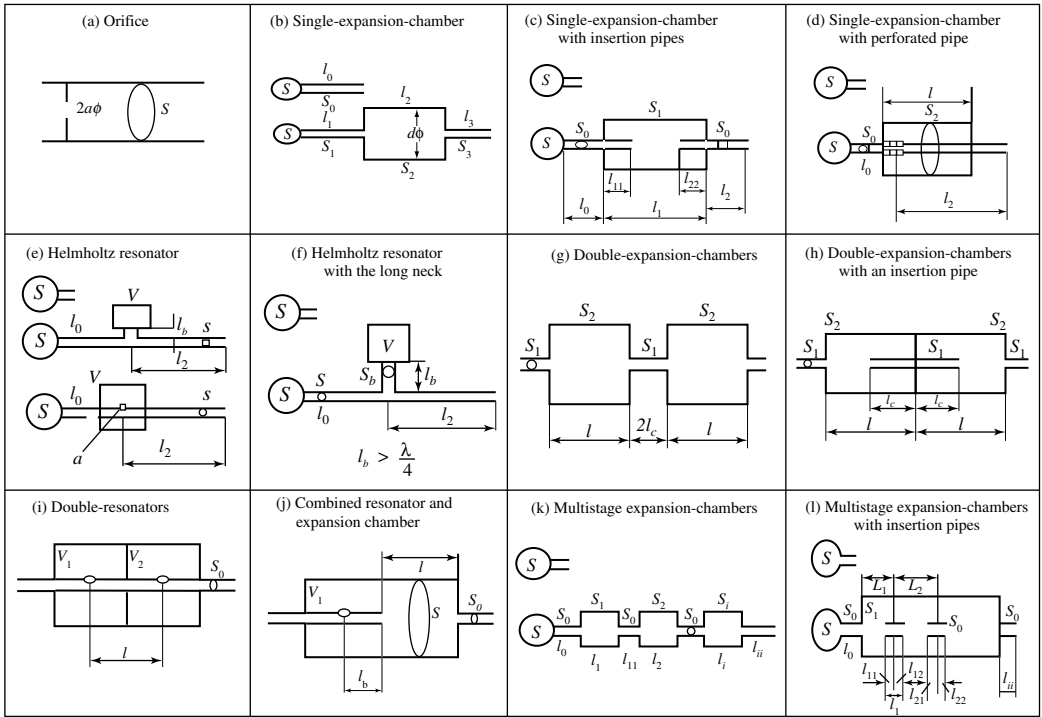 (a) Orifice
2aϕ
S
(b) Single-expansion-chamber
S
l0
S0
S
l1
S1
l2
dϕ
S2
l3
S3
(c) Single-expansion-chamber
with insertion pipes
S
S
S0
S1
S0
l11
l22
l2
l0
l1
(d) Single-expansion-chamber
with perforated pipe
S
l
S2
S
S0
l0
l2
(e) Helmholtz resonator
S
V
l0
lb
s
S
l2
V
l0
s
S
l2
a
(f) Helmholtz resonator
with the long neck
S
V
Sb
lb
S
S
l0
l2
lb > λ/4
(g) Double-expansion-chambers
S2
S2
S1
S1
l
2lc
l
(h) Double-expansion-chambers
with an insertion pipe
S2
S2
S1
S1
S1
lc
lc
l
l
(i) Double-resonators
V1
V2
S0
l
(j) Combined resonator and
expansion chamber
l
V1
S
S0
lb
(k) Multistage expansion-chambers
S
S1
S2
Si
S0
S0
S0
S
l0
l1
l11
l2
li
lii
(l) Multistage expansion-chambers
with insertion pipes
S
L1
L2
S0
S1
S0
S0
S
l0
l11
l12
lii
l1
l21
l22